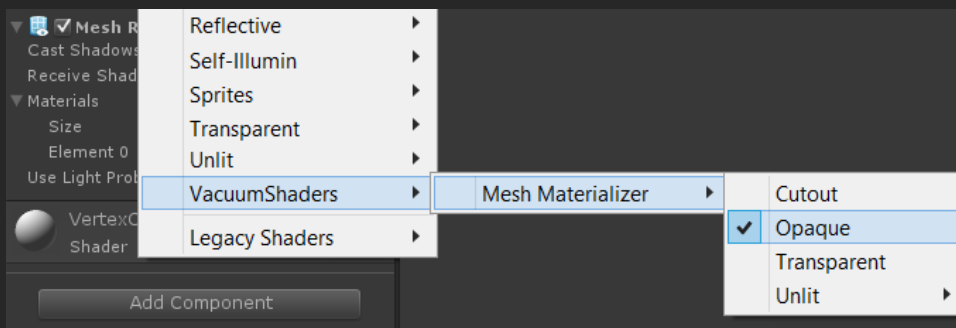 Mesh R
Cast Shadows
Receive Shad
Materials
Size
Element 0
Use Light Prob
VertexC
Shader
Add Component
Reflective
Self-Illumin
Sprites
Transparent
Unlit
VacuumShaders
Legacy Shaders
Mesh Materializer
Cutout
Opaque
Transparent
Unlit